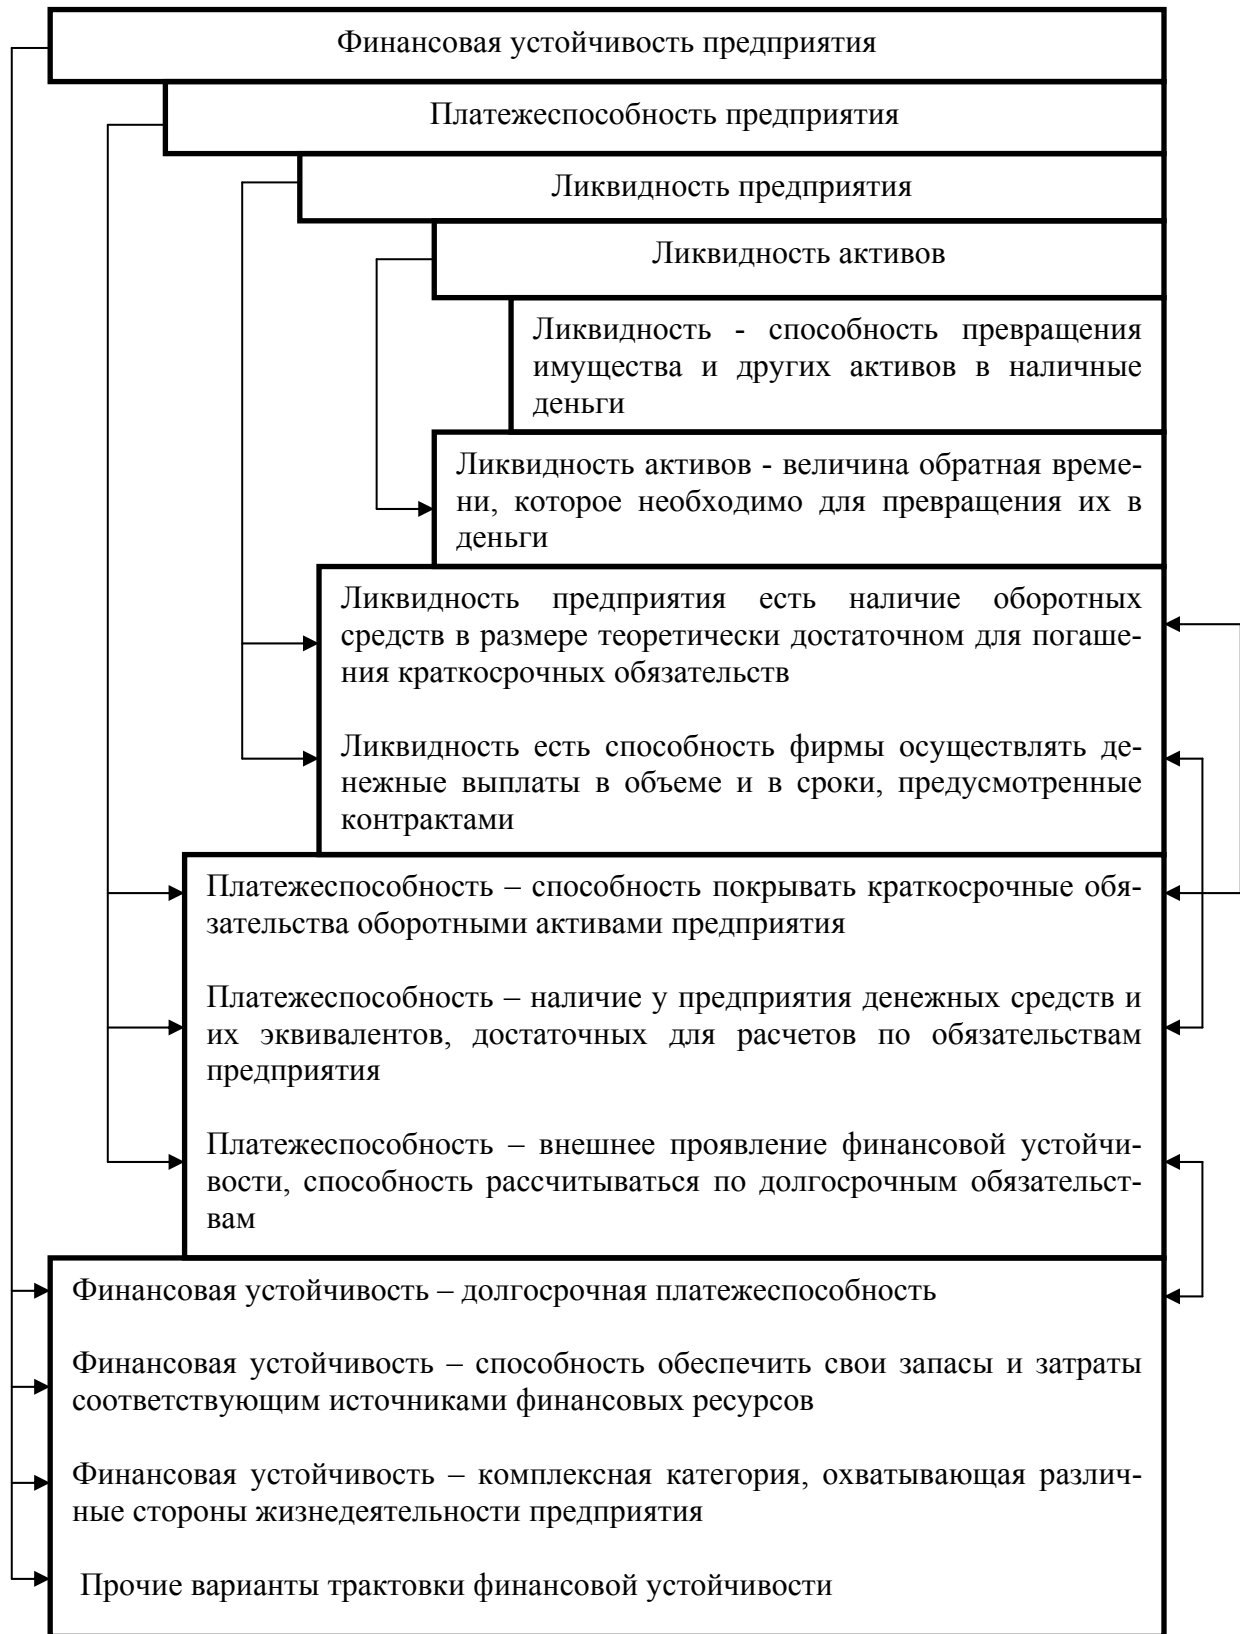 Финансовая устойчивость предприятия
Платежеспособность предприятия
Ликвидность предприятия
Ликвидность активов
Ликвидность - способность превращения
имущества и других активов в наличные
деньги
Ликвидность активов - величина обратная време-
ни, которое необходимо для превращения их в
деньги
Ликвидность предприятия есть наличие оборотных
средств в размере теоретически достаточном для погаше-
ния краткосрочных обязательств
Ликвидность есть способность фирмы осуществлять де-
нежные выплаты в объеме и в сроки, предусмотренные
контрактами
Платежеспособность – способность покрывать краткосрочные обя-
зательства оборотными активами предприятия
Платежеспособность – наличие у предприятия денежных средств и
их эквивалентов, достаточных для расчетов по обязательствам
предприятия
Платежеспособность – внешнее проявление финансовой устойчи-
вости, способность рассчитываться по долгосрочным обязательст-
вам
Финансовая устойчивость – долгосрочная платежеспособность
Финансовая устойчивость – способность обеспечить свои запасы и затраты
соответствующим источниками финансовых ресурсов
Финансовая устойчивость – комплексная категория, охватывающая различ-
ные стороны жизнедеятельности предприятия
Прочие варианты трактовки финансовой устойчивости